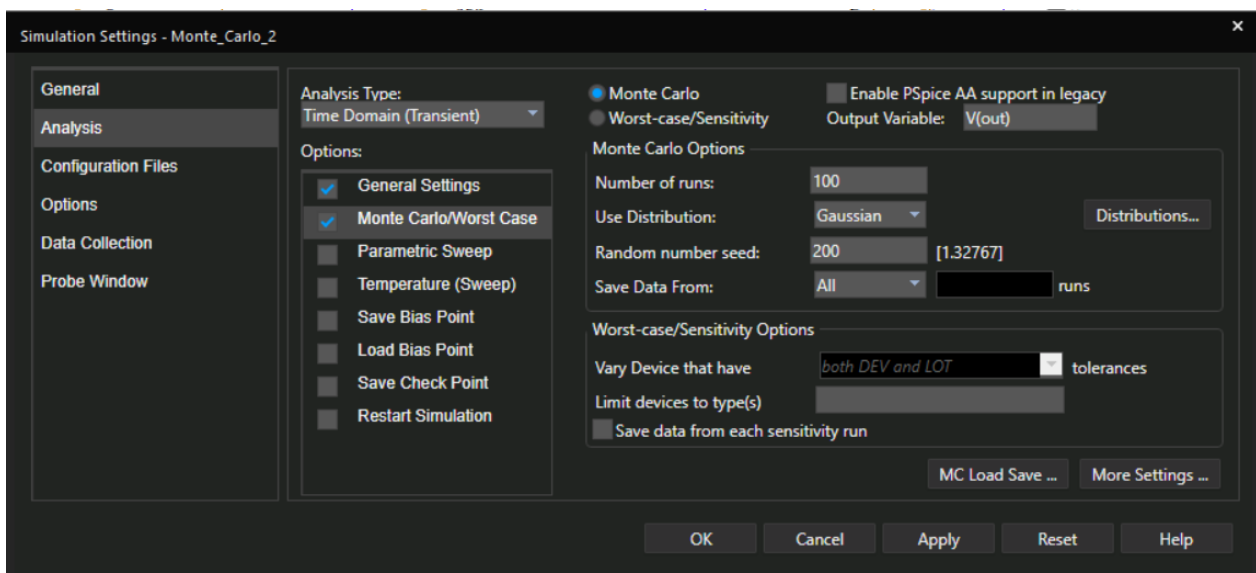 Simulation Settings - Monte_Carlo_2
×
General
Analysis
Configuration Files
Options
Data Collection
Probe Window
Analysis Type:
Time Domain (Transient)
Options:
General Settings
Monte Carlo/Worst Case
Parametric Sweep
Temperature (Sweep)
Save Bias Point
Load Bias Point
Save Check Point
Restart Simulation
Monte Carlo
Enable PSpice AA support in legacy
Worst-case/Sensitivity
Output Variable: V(out)
Monte Carlo Options
Number of runs: 100
Use Distribution: Gaussian Distributions...
Random number seed: 200 [1.32767]
Save Data From: All runs
Worst-case/Sensitivity Options
Vary Device that have both DEV and LOT tolerances
Limit devices to type(s)
Save data from each sensitivity run
MC Load Save ... More Settings ...
OK Cancel Apply Reset Help